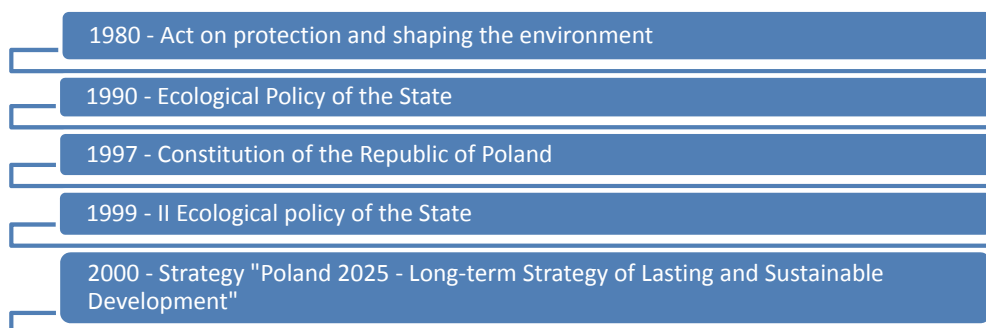 1980 - Act on protection and shaping the environment
1990 - Ecological Policy of the State
1997 - Constitution of the Republic of Poland
1999 - II Ecological policy of the State
2000 - Strategy "Poland 2025 - Long-term Strategy of Lasting and Sustainable
Development"